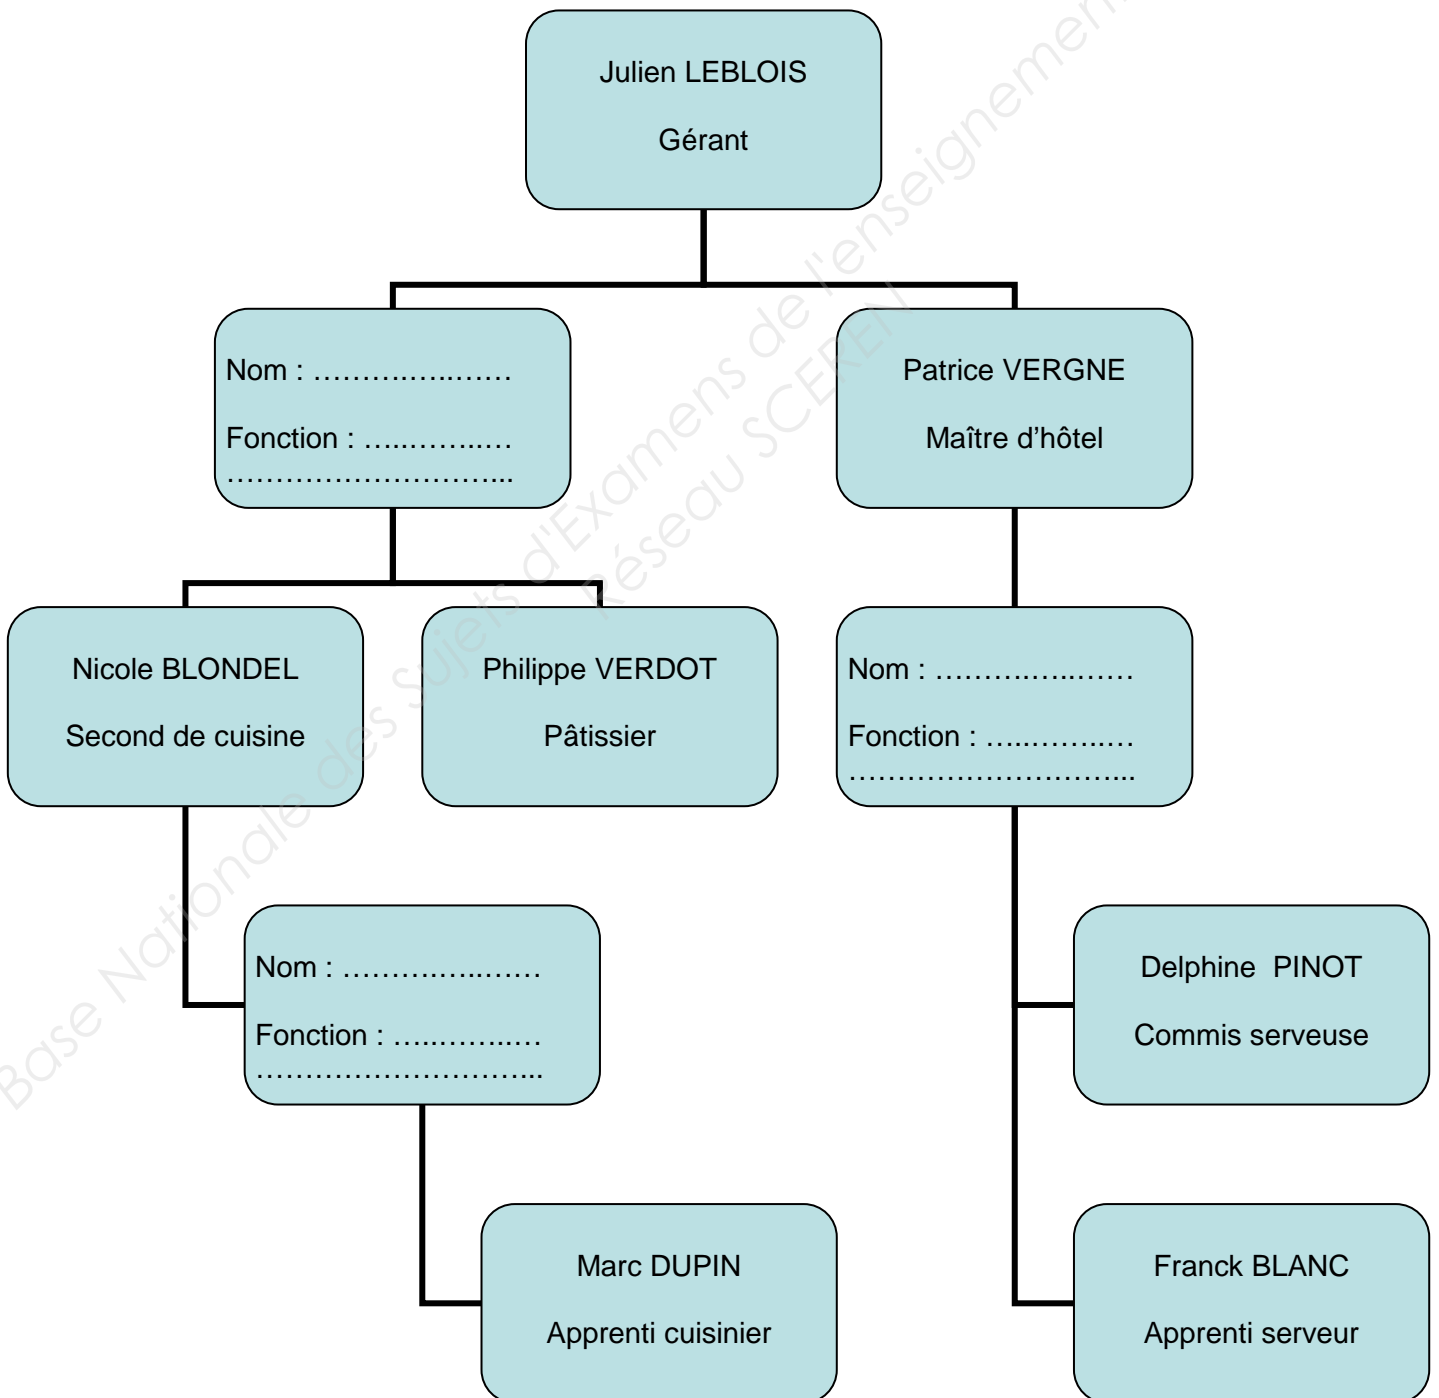 Julien LEBLOIS
Gérant
Nom : ……….…..……
Fonction : …..……..…
………………………...
Patrice VERGNE
Maître d’hôtel
Nicole BLONDEL
Second de cuisine
Philippe VERDOT
Pâtissier
Nom : ……….…..……
Fonction : …..……..…
………………………...
Nom : ……….…..……
Fonction : …..……..…
………………………...
Delphine  PINOT
Commis serveuse
Marc DUPIN
Apprenti cuisinier
Franck BLANC
Apprenti serveur
Base Nationale des Sujets d'Examens de l'enseignement
Réseau SCEREN